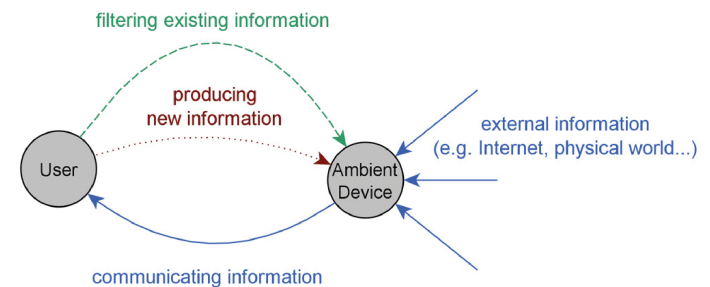 filtering existing information
producing
new information
User
Ambient
Device
external information
(e.g. Internet, physical world...)
communicating information